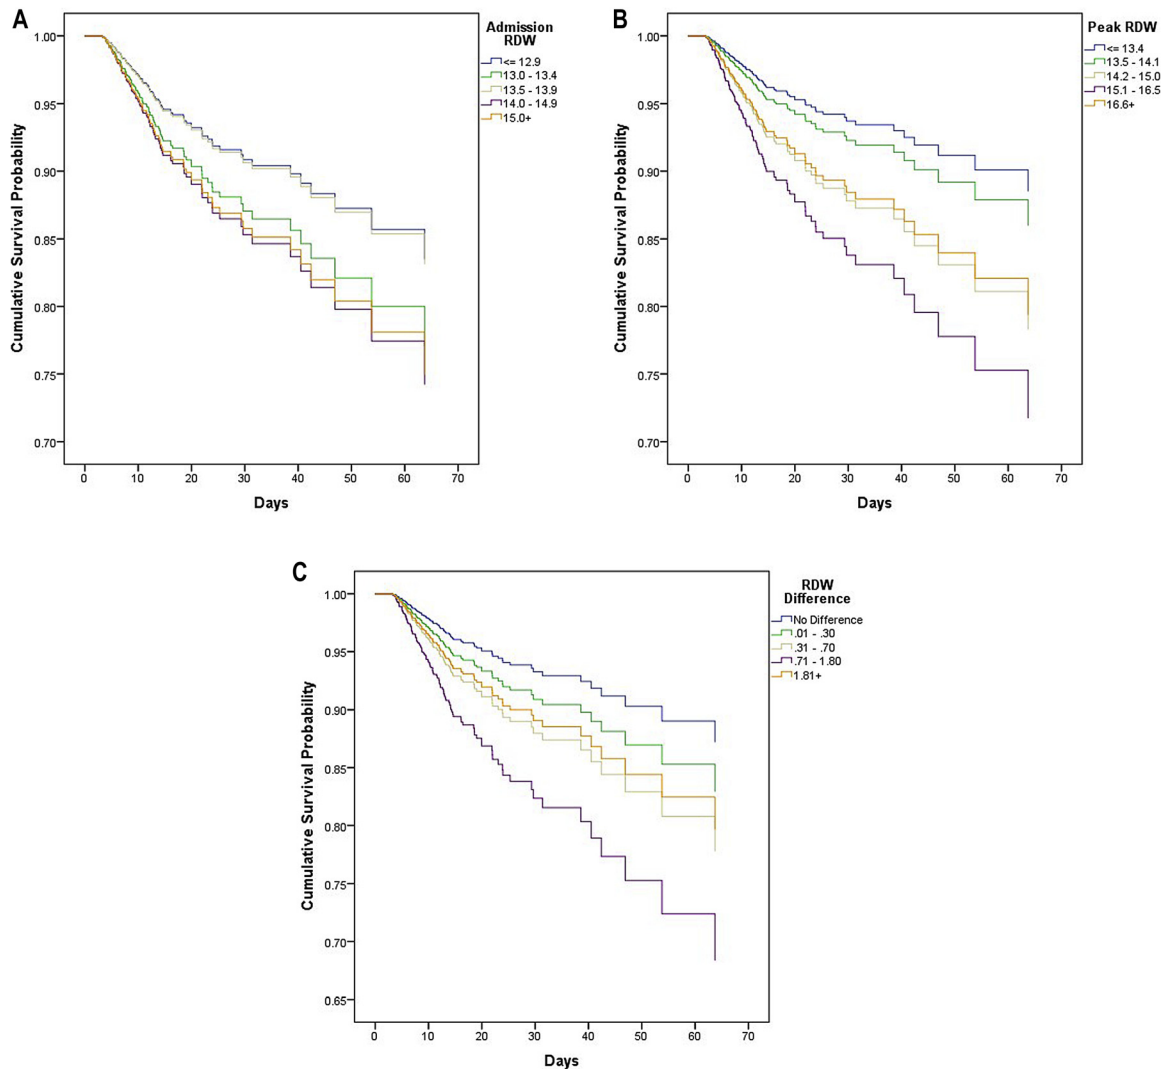 A
Admission
RDW
<= 12.9
13.0 - 13.4
13.5 - 13.9
14.0 - 14.9
15.0+
1.00
0.95
0.90
0.85
0.80
0.75
0.70
Cumulative Survival Probability
0 10 20 30 40 50 60 70
Days
B
Peak RDW
<= 13.4
13.5 - 14.1
14.2 - 15.0
15.1 - 16.5
16.6+
1.00
0.95
0.90
0.85
0.80
0.75
0.70
Cumulative Survival Probability
0 10 20 30 40 50 60 70
Days
C
RDW
Difference
No Difference
.01 - .30
.31 - .70
.71 - 1.80
1.81+
1.00
0.95
0.90
0.85
0.80
0.75
0.70
0.65
Cumulative Survival Probability
0 10 20 30 40 50 60 70
Days